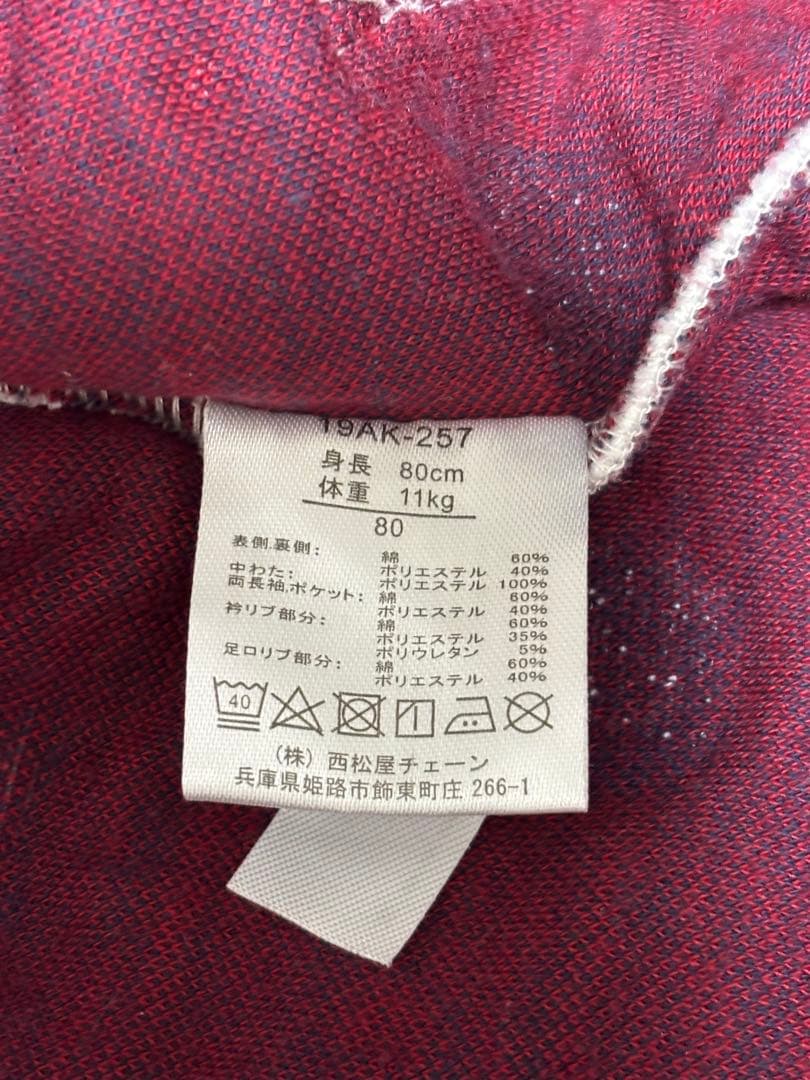 19AK-257
身長 80cm
体重 11kg
80
表側.裏側: 綿 60%
ポリエステル 40%
中わた: ポリエステル 100%
両長袖.ポケット: 綿 60%
ポリエステル 40%
衿リブ部分: 綿 60%
ポリエステル 35%
ポリウレタン 5%
足口リブ部分: 綿 60%
ポリエステル 40%
40
(株) 西松屋チェーン
兵庫県姫路市飾東町庄 266-1